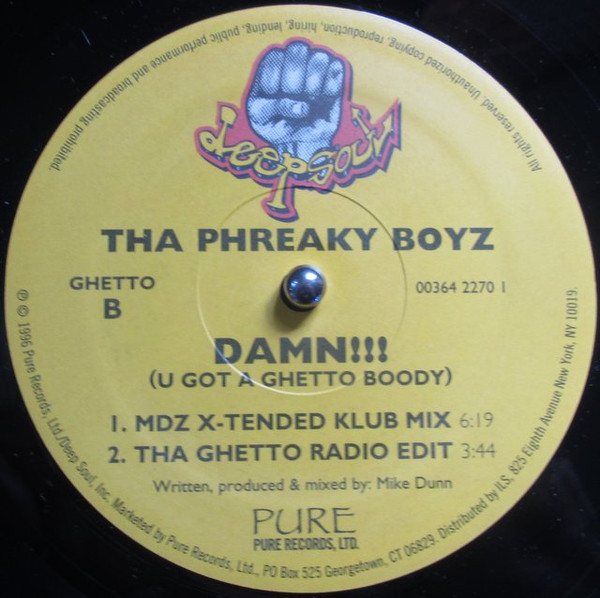 All rights reserved. Unauthorized copying, reproduction, hiring, lending, public performance and broadcasting prohibited.
deepsoul
THA PHREAKY BOYZ
GHETTO
B
00364 2270 1
DAMN!!!
(U GOT A GHETTO BOODY)
1. MDZ X-TENDED KLUB MIX 6:19
2. THA GHETTO RADIO EDIT 3:44
Written, produced & mixed by: Mike Dunn
PURE
PURE RECORDS, LTD.
℗ © 1996 Pure Records, Ltd./Deep Soul, Inc. Marketed by Pure Records, Ltd., PO Box 525 Georgetown, CT 06829. Distributed by ILS, 825 Eighth Avenue New York, NY 10019.